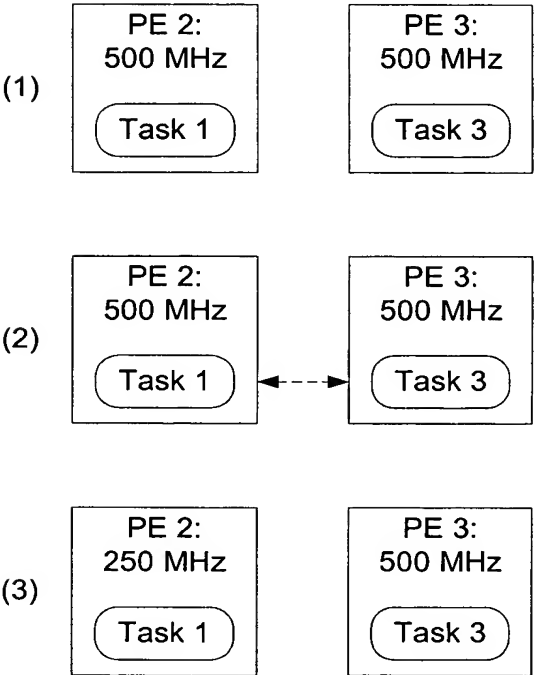 (1)
PE 2:
500 MHz
Task 1
PE 3:
500 MHz
Task 3
(2)
PE 2:
500 MHz
Task 1
PE 3:
500 MHz
Task 3
(3)
PE 2:
250 MHz
Task 1
PE 3:
500 MHz
Task 3